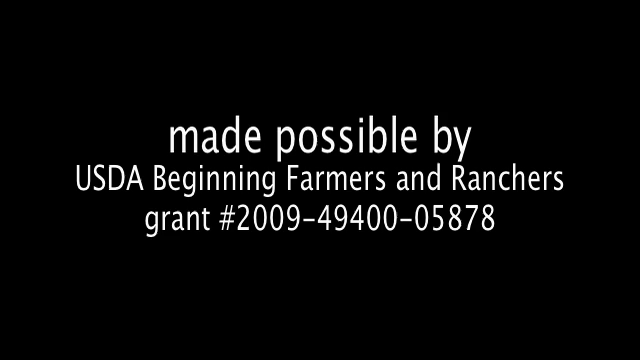 made possible by
USDA Beginning Farmers and Ranchers
grant #2009-49400-05878